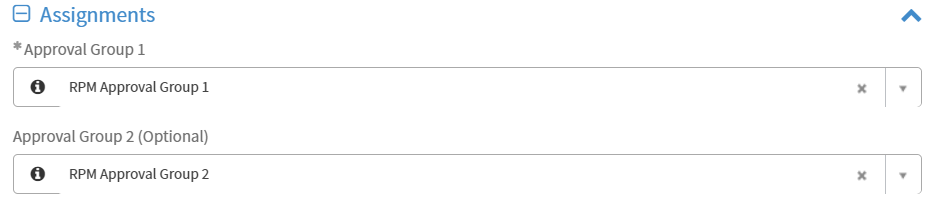 Assignments
* Approval Group 1
RPM Approval Group 1
Approval Group 2 (Optional)
RPM Approval Group 2